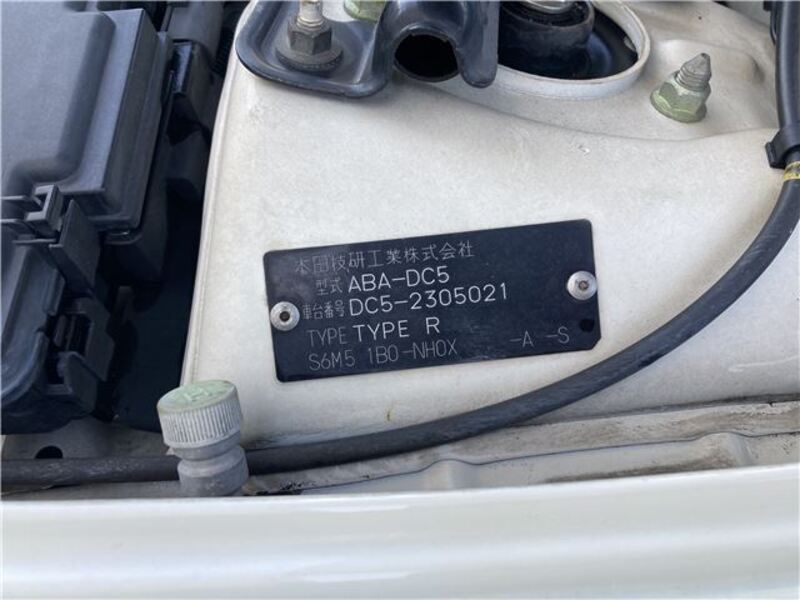 本田技研工業株式会社
型式 ABA-DC5
車台番号 DC5-2305021
TYPE TYPE R
S6M5 1B0-NH0X -A -S